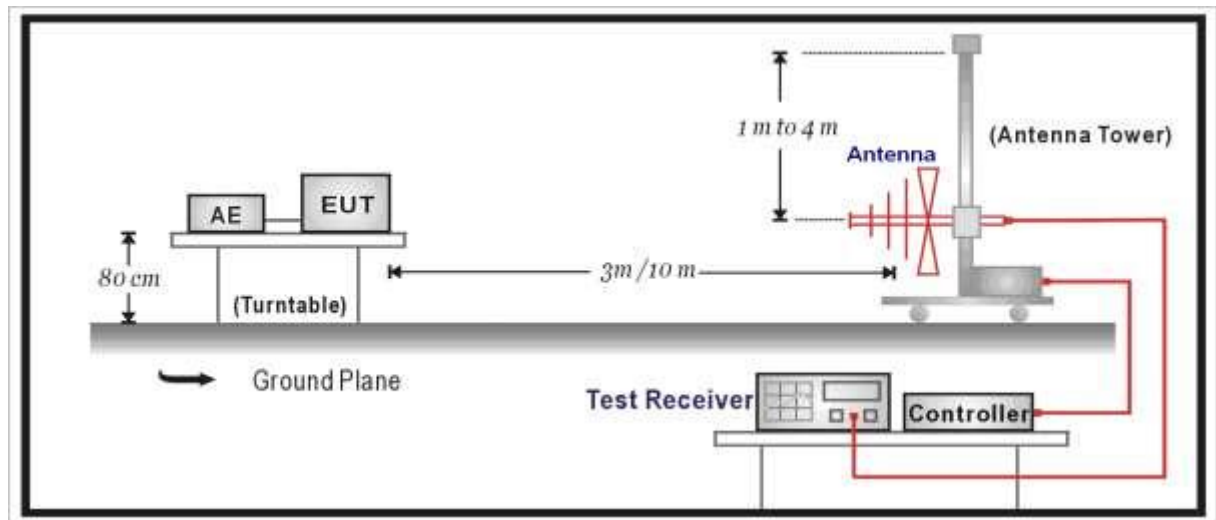 1 m to 4 m
(Antenna Tower)
Antenna
AE
EUT
80 cm
3m /10 m
(Turntable)
Ground Plane
Test Receiver
Controller